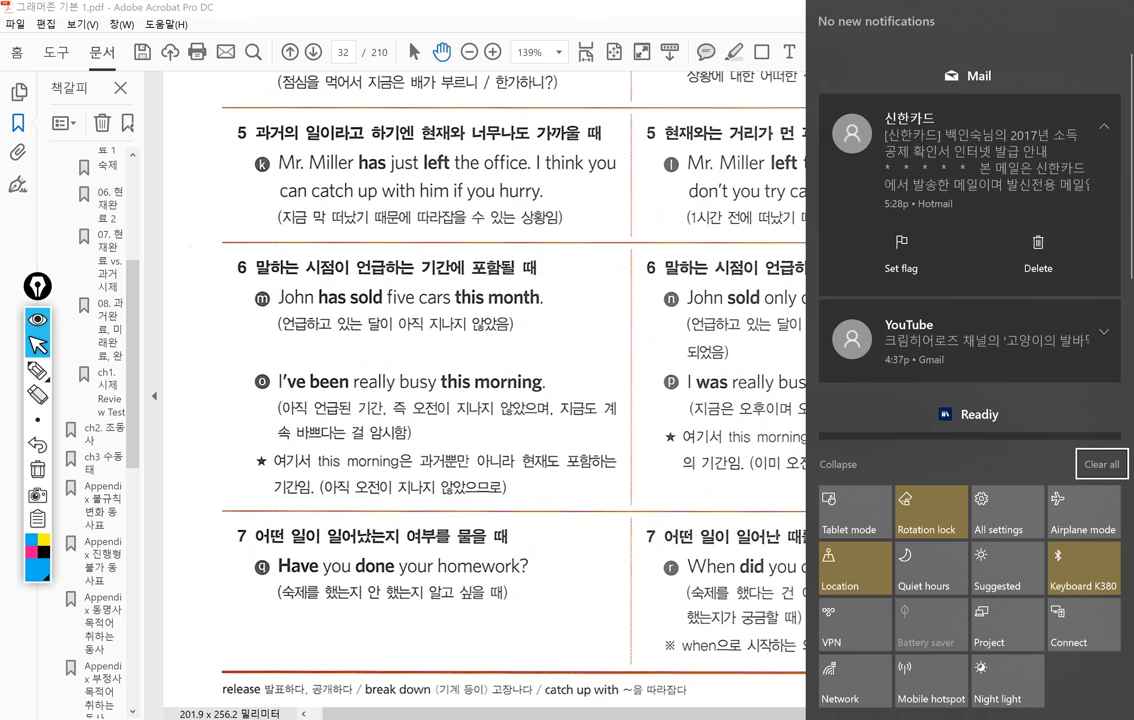 그래머존 기본 1.pdf - Adobe Acrobat Pro DC
파일 편집 보기(V) 창(W) 도움말(H)
홈 도구 문서 32 / 210 139%
책갈피
료 1
숙제
06. 현
재완
료 2
07. 현
재완
료 vs.
과거
시제
08. 과
거완
료, 미
래완
료, 완
ch1.
시제
Revie
w Test
ch2. 조동
사
ch3 수동
태
Appendi
x 불규칙
변화 동
사표
Appendi
x 진행형
불가 동
사표
Appendi
x 동명사
목적어
취하는
동사
Appendi
x 부정사
목적어
취하는
(점심을 먹어서 지금은 배가 부르니 / 한가하니?)
5 과거의 일이라고 하기엔 현재와 너무나도 가까울 때
k Mr. Miller has just left the office. I think you
can catch up with him if you hurry.
(지금 막 떠났기 때문에 따라잡을 수 있는 상황임)
6 말하는 시점이 언급하는 기간에 포함될 때
m John has sold five cars this month.
(언급하고 있는 달이 아직 지나지 않았음)
o I've been really busy this morning.
(아직 언급된 기간, 즉 오전이 지나지 않았으며, 지금도 계
속 바쁘다는 걸 암시함)
★ 여기서 this morning은 과거뿐만 아니라 현재도 포함하는
기간임. (아직 오전이 지나지 않았으므로)
7 어떤 일이 일어났는지 여부를 물을 때
q Have you done your homework?
(숙제를 했는지 안 했는지 알고 싶을 때)
상황에 대한 어떠한
5 현재와는 거리가 먼
l Mr. Miller left
don't you try ca
(1시간 전에 떠났기
6 말하는 시점이 언급하
n John sold only
(언급하고 있는 달이
되었음)
p I was really bus
(지금은 오후이며
★ 여기서 this morning
의 기간임. (이미 오전
7 어떤 일이 일어난 때를
r When did you
(숙제를 했다는 건
했는지가 궁금할 때)
※ when으로 시작하는
release 발표하다, 공개하다 / break down (기계 등이) 고장나다 / catch up with ~을 따라잡다
201.9 x 256.2 밀리미터
No new notifications
Mail
신한카드
[신한카드] 백인숙님의 2017년 소득
공제 확인서 인터넷 발급 안내
* * * * * 본 메일은 신한카드
에서 발송한 메일이며 발신전용 메일입
5:28p • Hotmail
Set flag Delete
YouTube
크림히어로즈 채널의 '고양이의 발바닥
4:37p • Gmail
Readiy
Collapse Clear all
Tablet mode Rotation lock All settings Airplane mode
Location Quiet hours Suggested Keyboard K380
VPN Battery saver Project Connect
Network Mobile hotspot Night light